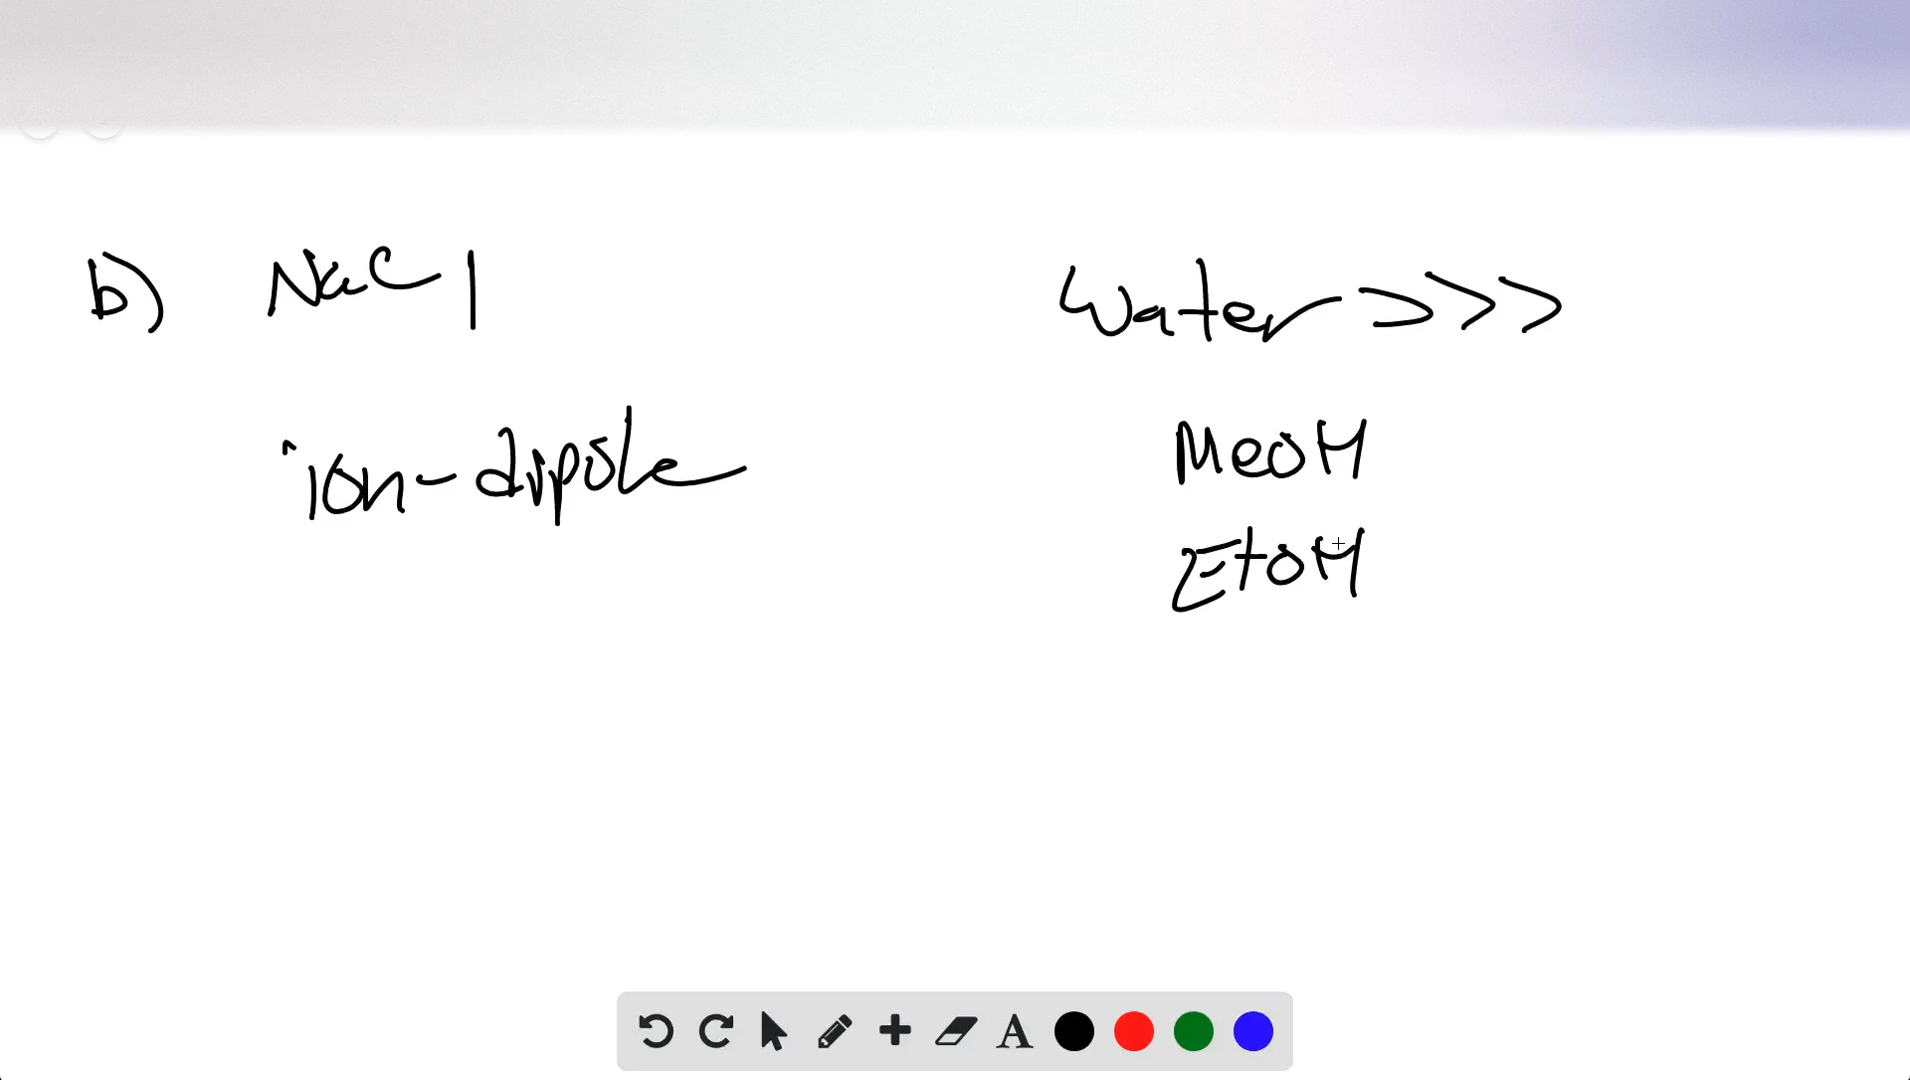 b) NaCl
ion-dipole
Water >>>
MeOH
EtOH
A